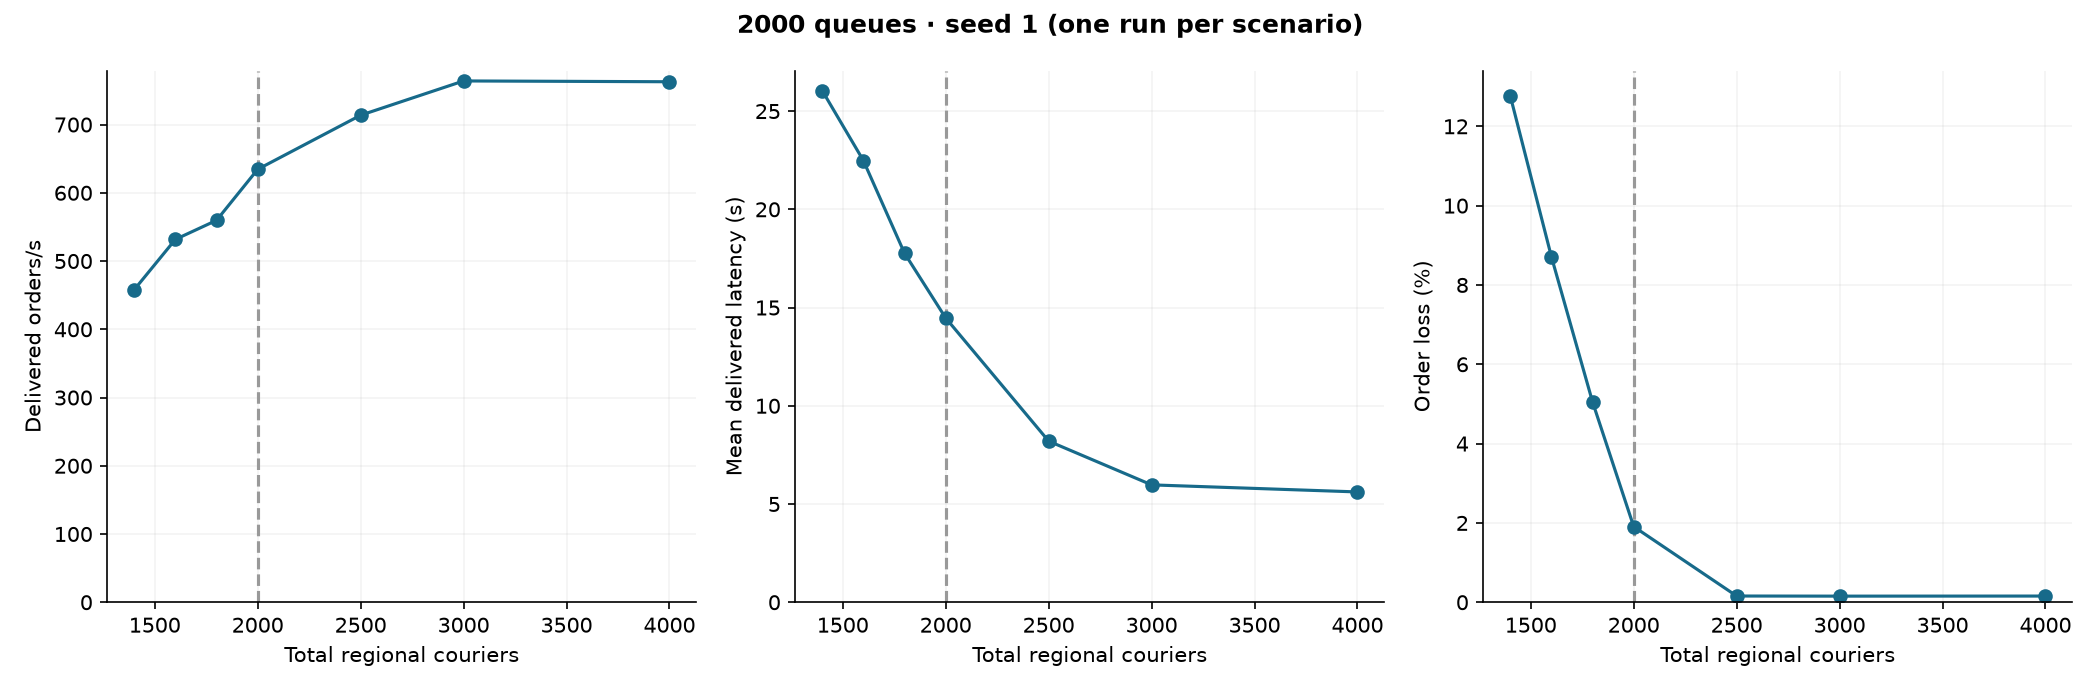 2000 queues · seed 1 (one run per scenario)
Delivered orders/s
700
600
500
400
300
200
100
0
1500 2000 2500 3000 3500 4000
Total regional couriers
Mean delivered latency (s)
25
20
15
10
5
0
1500 2000 2500 3000 3500 4000
Total regional couriers
Order loss (%)
12
10
8
6
4
2
0
1500 2000 2500 3000 3500 4000
Total regional couriers